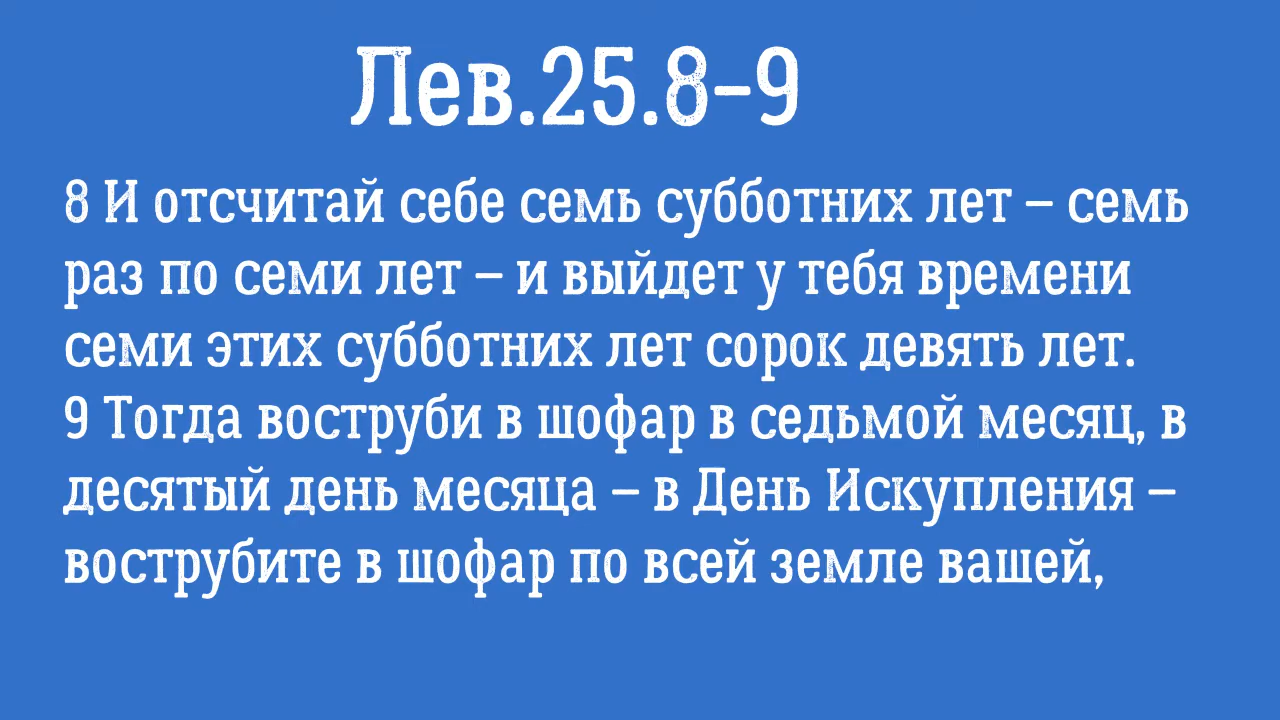 Лев.25.8–9
8 И отсчитай себе семь субботних лет – семь
раз по семи лет – и выйдет у тебя времени
семи этих субботних лет сорок девять лет.
9 Тогда воструби в шофар в седьмой месяц, в
десятый день месяца – в День Искупления –
вострубите в шофар по всей земле вашей,